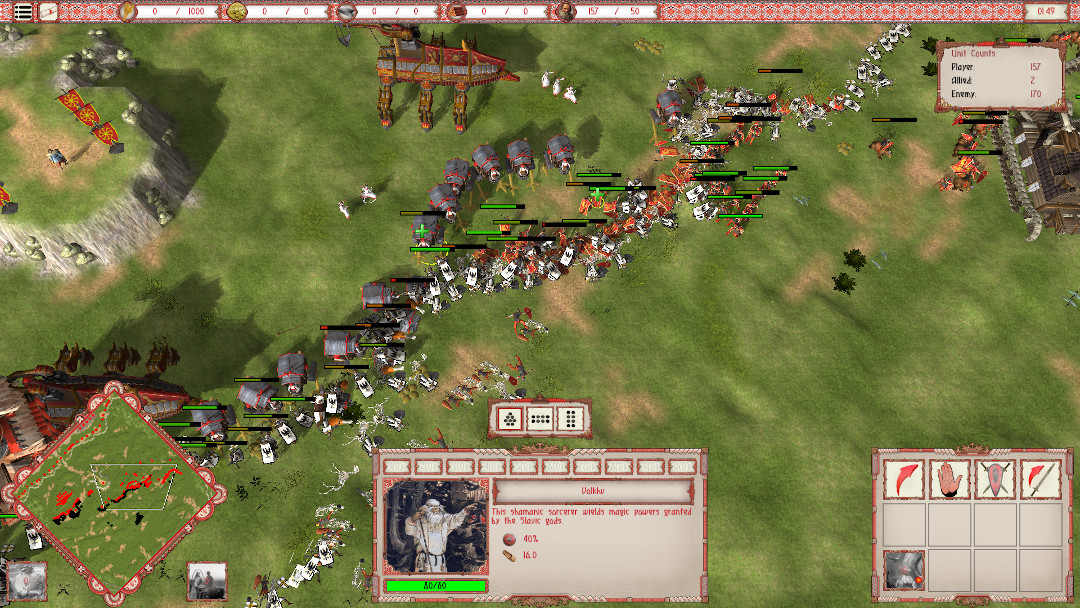 0 / 1000
0 / 0
0 / 0
0 / 0
157 / 50
01:49
Unit Counts:
Player: 157
Allied: 2
Enemy: 170
Volkhv
This shamanic sorcerer wields magic powers granted
by the Slavic gods.
40%
16.0
80/80